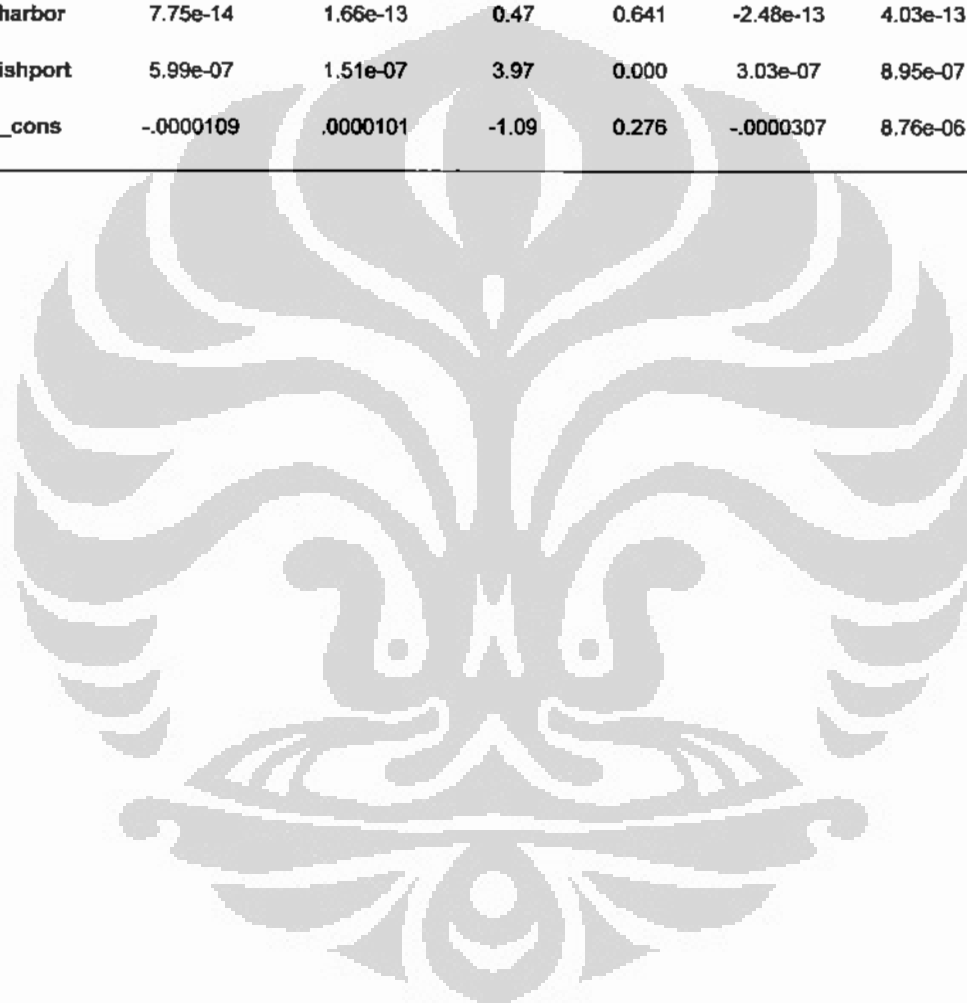 harbor 7.75e-14 1.66e-13 0.47 0.641 -2.48e-13 4.03e-13
ishport 5.99e-07 1.51e-07 3.97 0.000 3.03e-07 8.95e-07
_cons -.0000109 .0000101 -1.09 0.276 -.0000307 8.76e-06